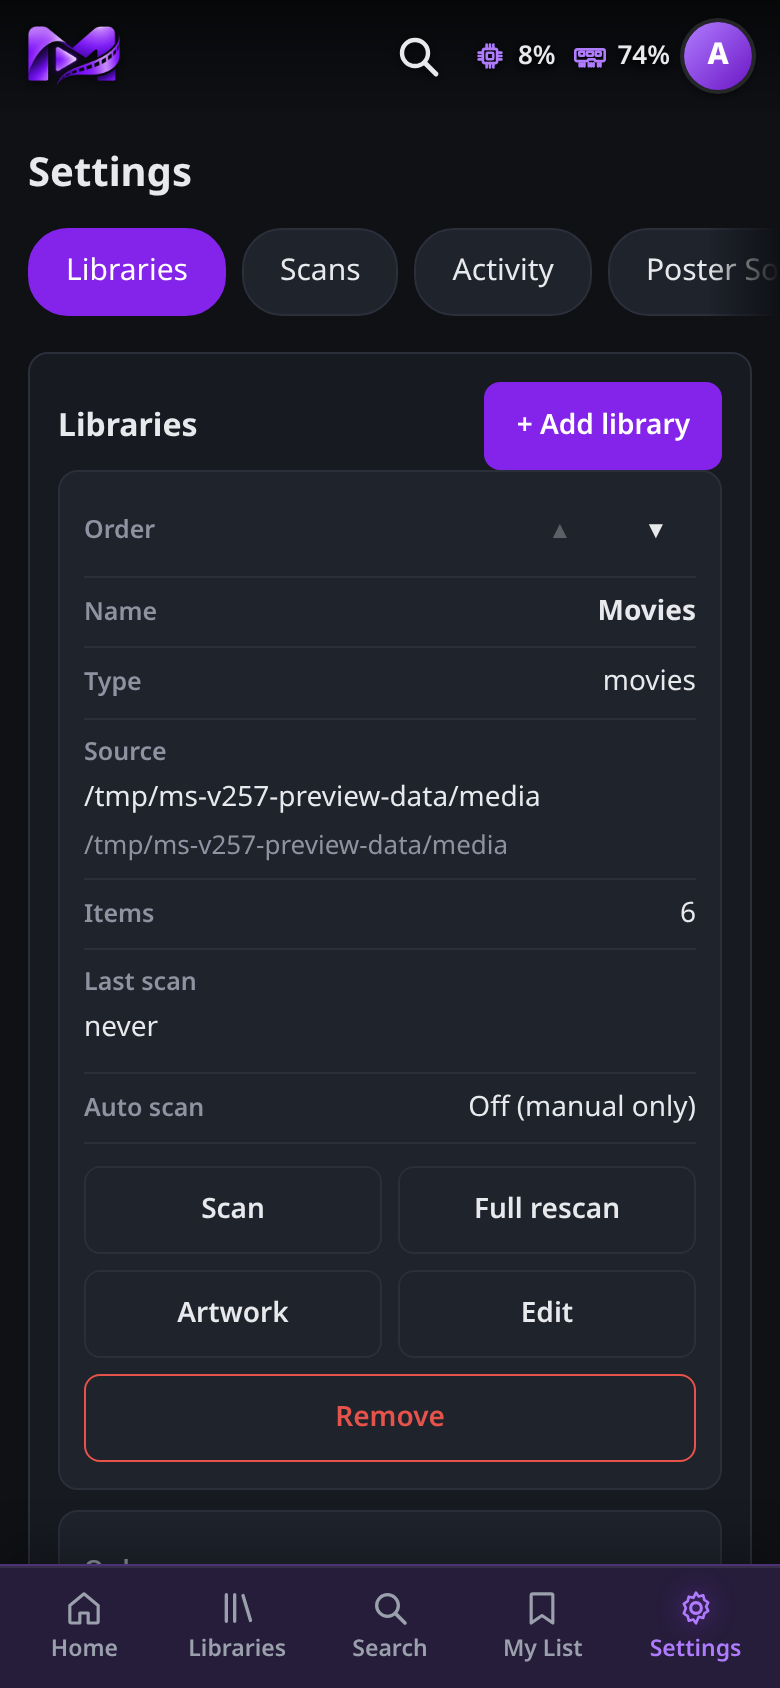 8% 74% A
Settings
Libraries Scans Activity Poster So
Libraries + Add library
Order ▲ ▼
Name Movies
Type movies
Source
/tmp/ms-v257-preview-data/media
/tmp/ms-v257-preview-data/media
Items 6
Last scan
never
Auto scan Off (manual only)
Scan Full rescan
Artwork Edit
Remove
Home Libraries Search My List Settings